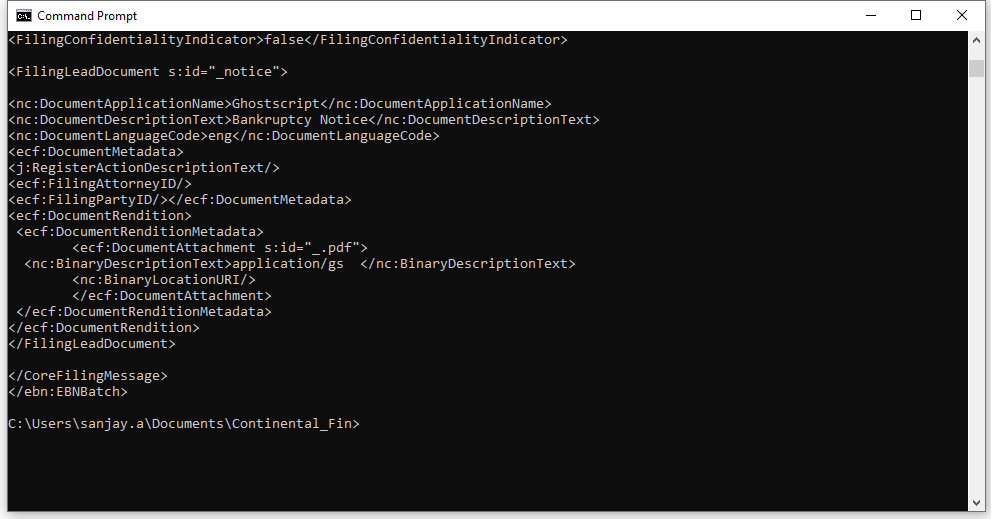 Command Prompt
<FilingConfidentialityIndicator>false</FilingConfidentialityIndicator>
<FilingLeadDocument s:id="_notice">
<nc:DocumentApplicationName>Ghostscript</nc:DocumentApplicationName>
<nc:DocumentDescriptionText>Bankruptcy Notice</nc:DocumentDescriptionText>
<nc:DocumentLanguageCode>eng</nc:DocumentLanguageCode>
<ecf:DocumentMetadata>
<j:RegisterActionDescriptionText/>
<ecf:FilingAttorneyID/>
<ecf:FilingPartyID/></ecf:DocumentMetadata>
<ecf:DocumentRendition>
 <ecf:DocumentRenditionMetadata>
        <ecf:DocumentAttachment s:id="_.pdf">
  <nc:BinaryDescriptionText>application/gs  </nc:BinaryDescriptionText>
        <nc:BinaryLocationURI/>
        </ecf:DocumentAttachment>
 </ecf:DocumentRenditionMetadata>
</ecf:DocumentRendition>
</FilingLeadDocument>
</CoreFilingMessage>
</ebn:EBNBatch>
C:\Users\sanjay.a\Documents\Continental_Fin>